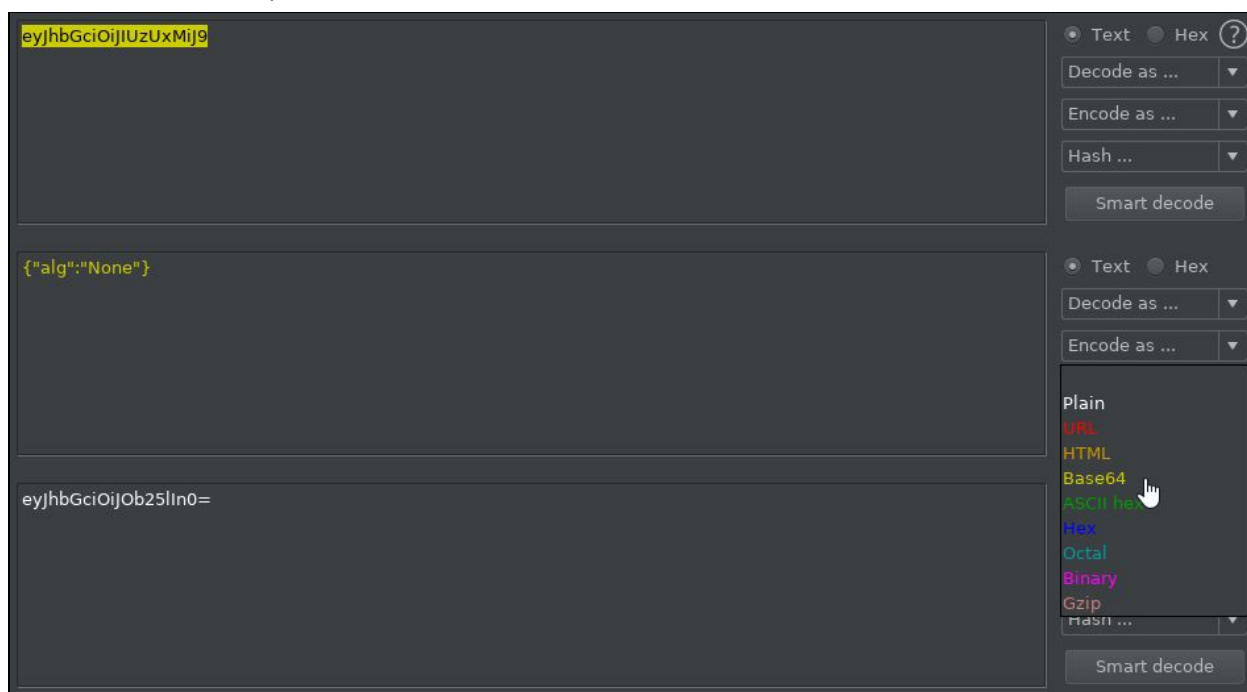 eyJhbGciOiJIUzUxMiJ9
Text Hex ?
Decode as ...
Encode as ...
Hash ...
Smart decode
{"alg":"None"}
Text Hex
Decode as ...
Encode as ...
Plain
URL
HTML
Base64
ASCII hex
Hex
Octal
Binary
Gzip
eyJhbGciOiJOb25lIn0=
Hash ...
Smart decode